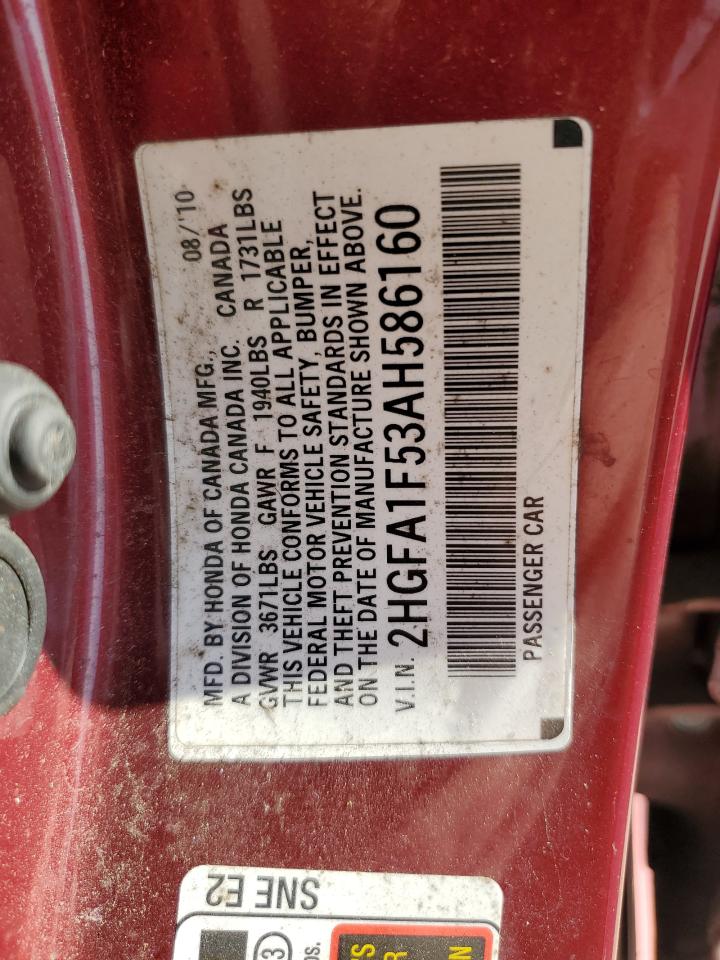 MFD. BY HONDA OF CANADA MFG., 08/'10
A DIVISION OF HONDA CANADA INC. CANADA
GVWR 3671LBS GAWR F 1940LBS R 1731LBS
THIS VEHICLE CONFORMS TO ALL APPLICABLE
FEDERAL MOTOR VEHICLE SAFETY, BUMPER,
AND THEFT PREVENTION STANDARDS IN EFFECT
ON THE DATE OF MANUFACTURE SHOWN ABOVE.
V.I.N. 2HGFA1F53AH586160
PASSENGER CAR
SNE E2
3